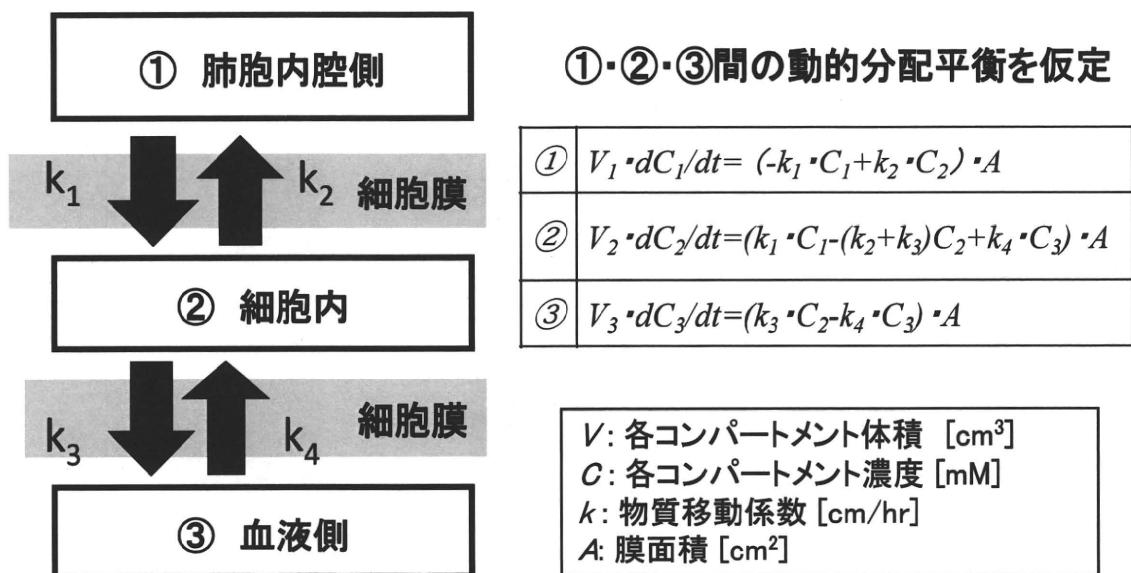 ① 肺胞内腔側
k₁
k₂
細胞膜
② 細胞内
k₃
k₄
細胞膜
③ 血液側
①・②・③間の動的分配平衡を仮定
① V₁・dC₁/dt= (-k₁・C₁+k₂・C₂)・A
② V₂・dC₂/dt=(k₁・C₁-(k₂+k₃)C₂+k₄・C₃)・A
③ V₃・dC₃/dt=(k₃・C₂-k₄・C₃)・A
V: 各コンパートメント体積 [cm³]
C: 各コンパートメント濃度 [mM]
k: 物質移動係数 [cm/hr]
A: 膜面積 [cm²]